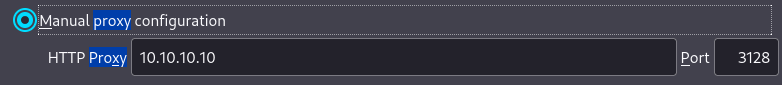 Manual proxy configuration
HTTP Proxy 10.10.10.10 Port 3128